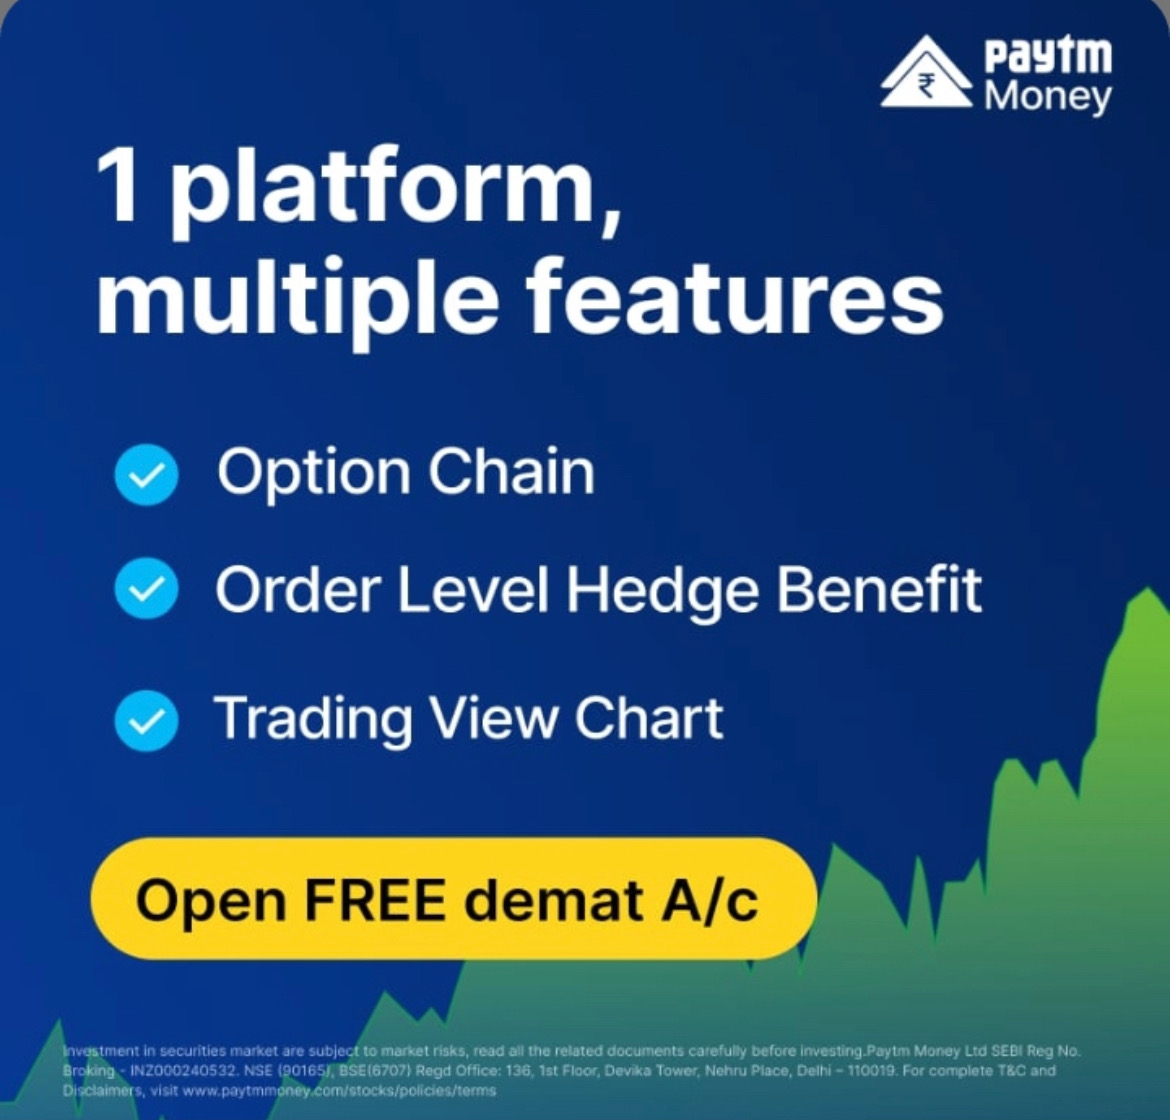 paytm
Money
1 platform,
multiple features
Option Chain
Order Level Hedge Benefit
Trading View Chart
Open FREE demat A/c
Investment in securities market are subject to market risks, read all the related documents carefully before investing.Paytm Money Ltd SEBI Reg No.
Broking - INZ000240532. NSE (90165), BSE(6707) Regd Office: 136, 1st Floor, Devika Tower, Nehru Place, Delhi – 110019. For complete T&C and
Disclaimers, visit www.paytmmoney.com/stocks/policies/terms